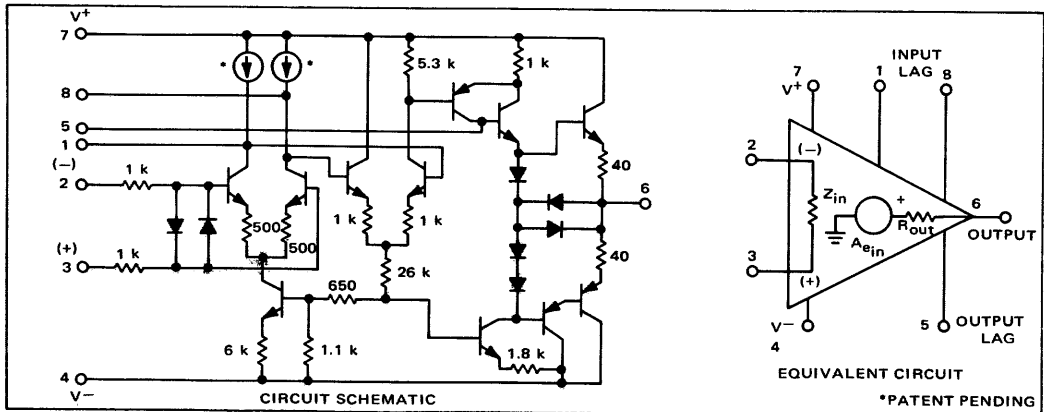 V+
7
*
*
5.3 k
1 k
8
5
1
(−)
2
1 k
500
500
1 k
1 k
40
6
(+)
3
1 k
40
26 k
650
6 k
1.1 k
1.8 k
4
V−
CIRCUIT SCHEMATIC
INPUT
LAG
7
V+
1
8
2
(−)
Zin
+
Rout
Aein
6
OUTPUT
3
(+)
V−
4
5
OUTPUT
LAG
EQUIVALENT CIRCUIT
*PATENT PENDING